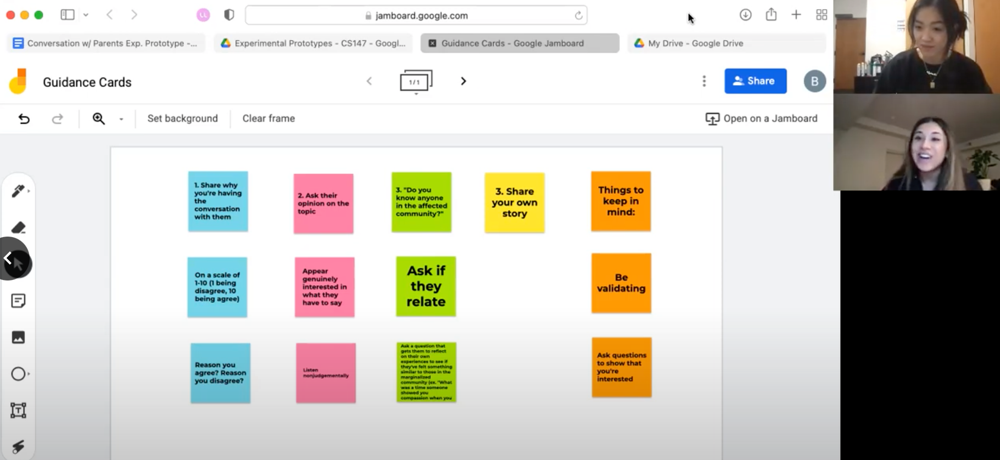 LL
jamboard.google.com
Conversation w/ Parents Exp. Prototype -...
Experimental Prototypes - CS147 - Googl...
Guidance Cards - Google Jamboard
My Drive - Google Drive
Guidance Cards
1/1
Share
B
Set background
Clear frame
Open on a Jamboard
1. Share why
you're having
the
conversation
with them
2. Ask their
opinion on the
topic
3. "Do you
know anyone
in the affected
community?"
3. Share
your own
story
Things to
keep in
mind:
On a scale of
1-10 (1 being
disagree, 10
being agree)
Appear
genuinely
interested in
what they
have to say
Ask if
they
relate
Be
validating
Reason you
agree? Reason
you disagree?
Listen
nonjudgementally
Ask a question that
gets them to reflect
on their own
experiences to see if
they've felt something
similar to those in the
marginalized
community (ex. "What
was a time someone
showed you
compassion when you
Ask questions
to show that
you're
interested
T